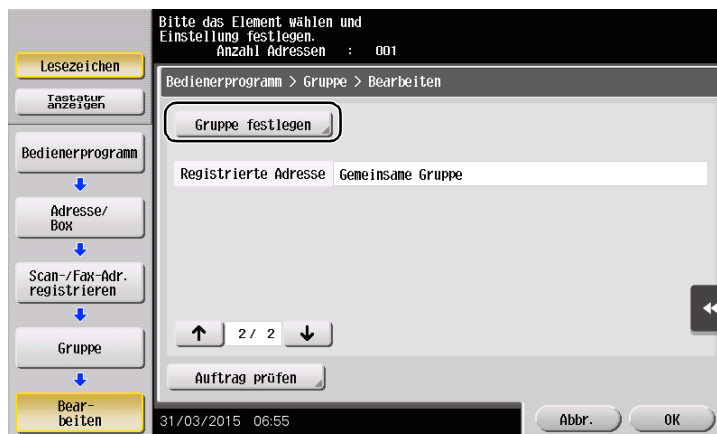 Bitte das Element wählen und
Einstellung festlegen.
Anzahl Adressen : 001
Lesezeichen
Tastatur
anzeigen
Bedienerprogramm
Adresse/
Box
Scan-/Fax-Adr.
registrieren
Gruppe
Bear-
beiten
Bedienerprogramm > Gruppe > Bearbeiten
Gruppe festlegen
Registrierte Adresse Gemeinsame Gruppe
2/ 2
Auftrag prüfen
31/03/2015 06:55
Abbr. OK